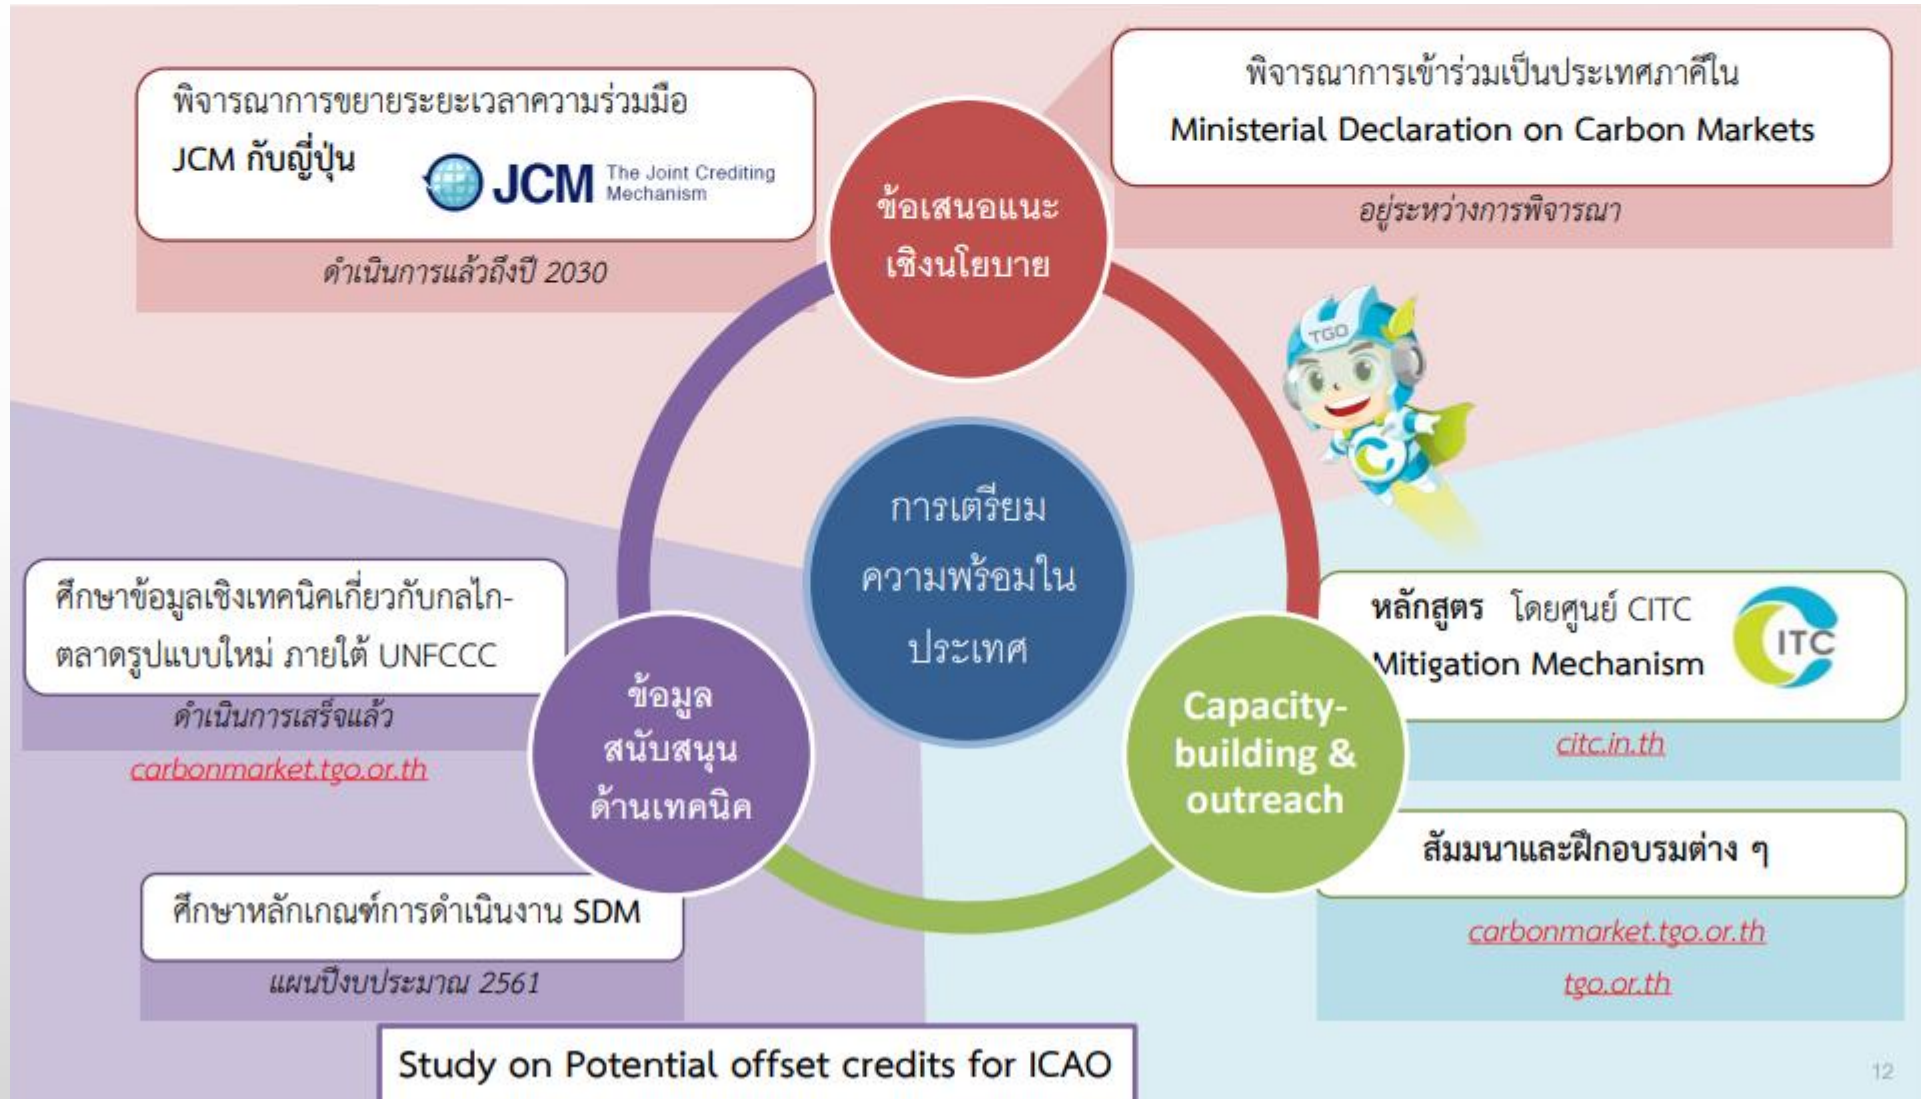 พิจารณาการขยายระยะเวลาความร่วมมือ
JCM กับญี่ปุ่น
JCM The Joint Crediting
Mechanism
ดำเนินการแล้วถึงปี 2030
ข้อเสนอแนะ
เชิงนโยบาย
พิจารณาการเข้าร่วมเป็นประเทศภาคีใน
Ministerial Declaration on Carbon Markets
อยู่ระหว่างการพิจารณา
TGO
การเตรียม
ความพร้อมใน
ประเทศ
ศึกษาข้อมูลเชิงเทคนิคเกี่ยวกับกลไก-
ตลาดรูปแบบใหม่ ภายใต้ UNFCCC
ดำเนินการเสร็จแล้ว
carbonmarket.tgo.or.th
ข้อมูล
สนับสนุน
ด้านเทคนิค
ศึกษาหลักเกณฑ์การดำเนินงาน SDM
แผนปีงบประมาณ 2561
Study on Potential offset credits for ICAO
Capacity-
building &
outreach
หลักสูตร โดยศูนย์ CITC
Mitigation Mechanism
ITC
citc.in.th
สัมมนาและฝึกอบรมต่าง ๆ
carbonmarket.tgo.or.th
tgo.or.th
12